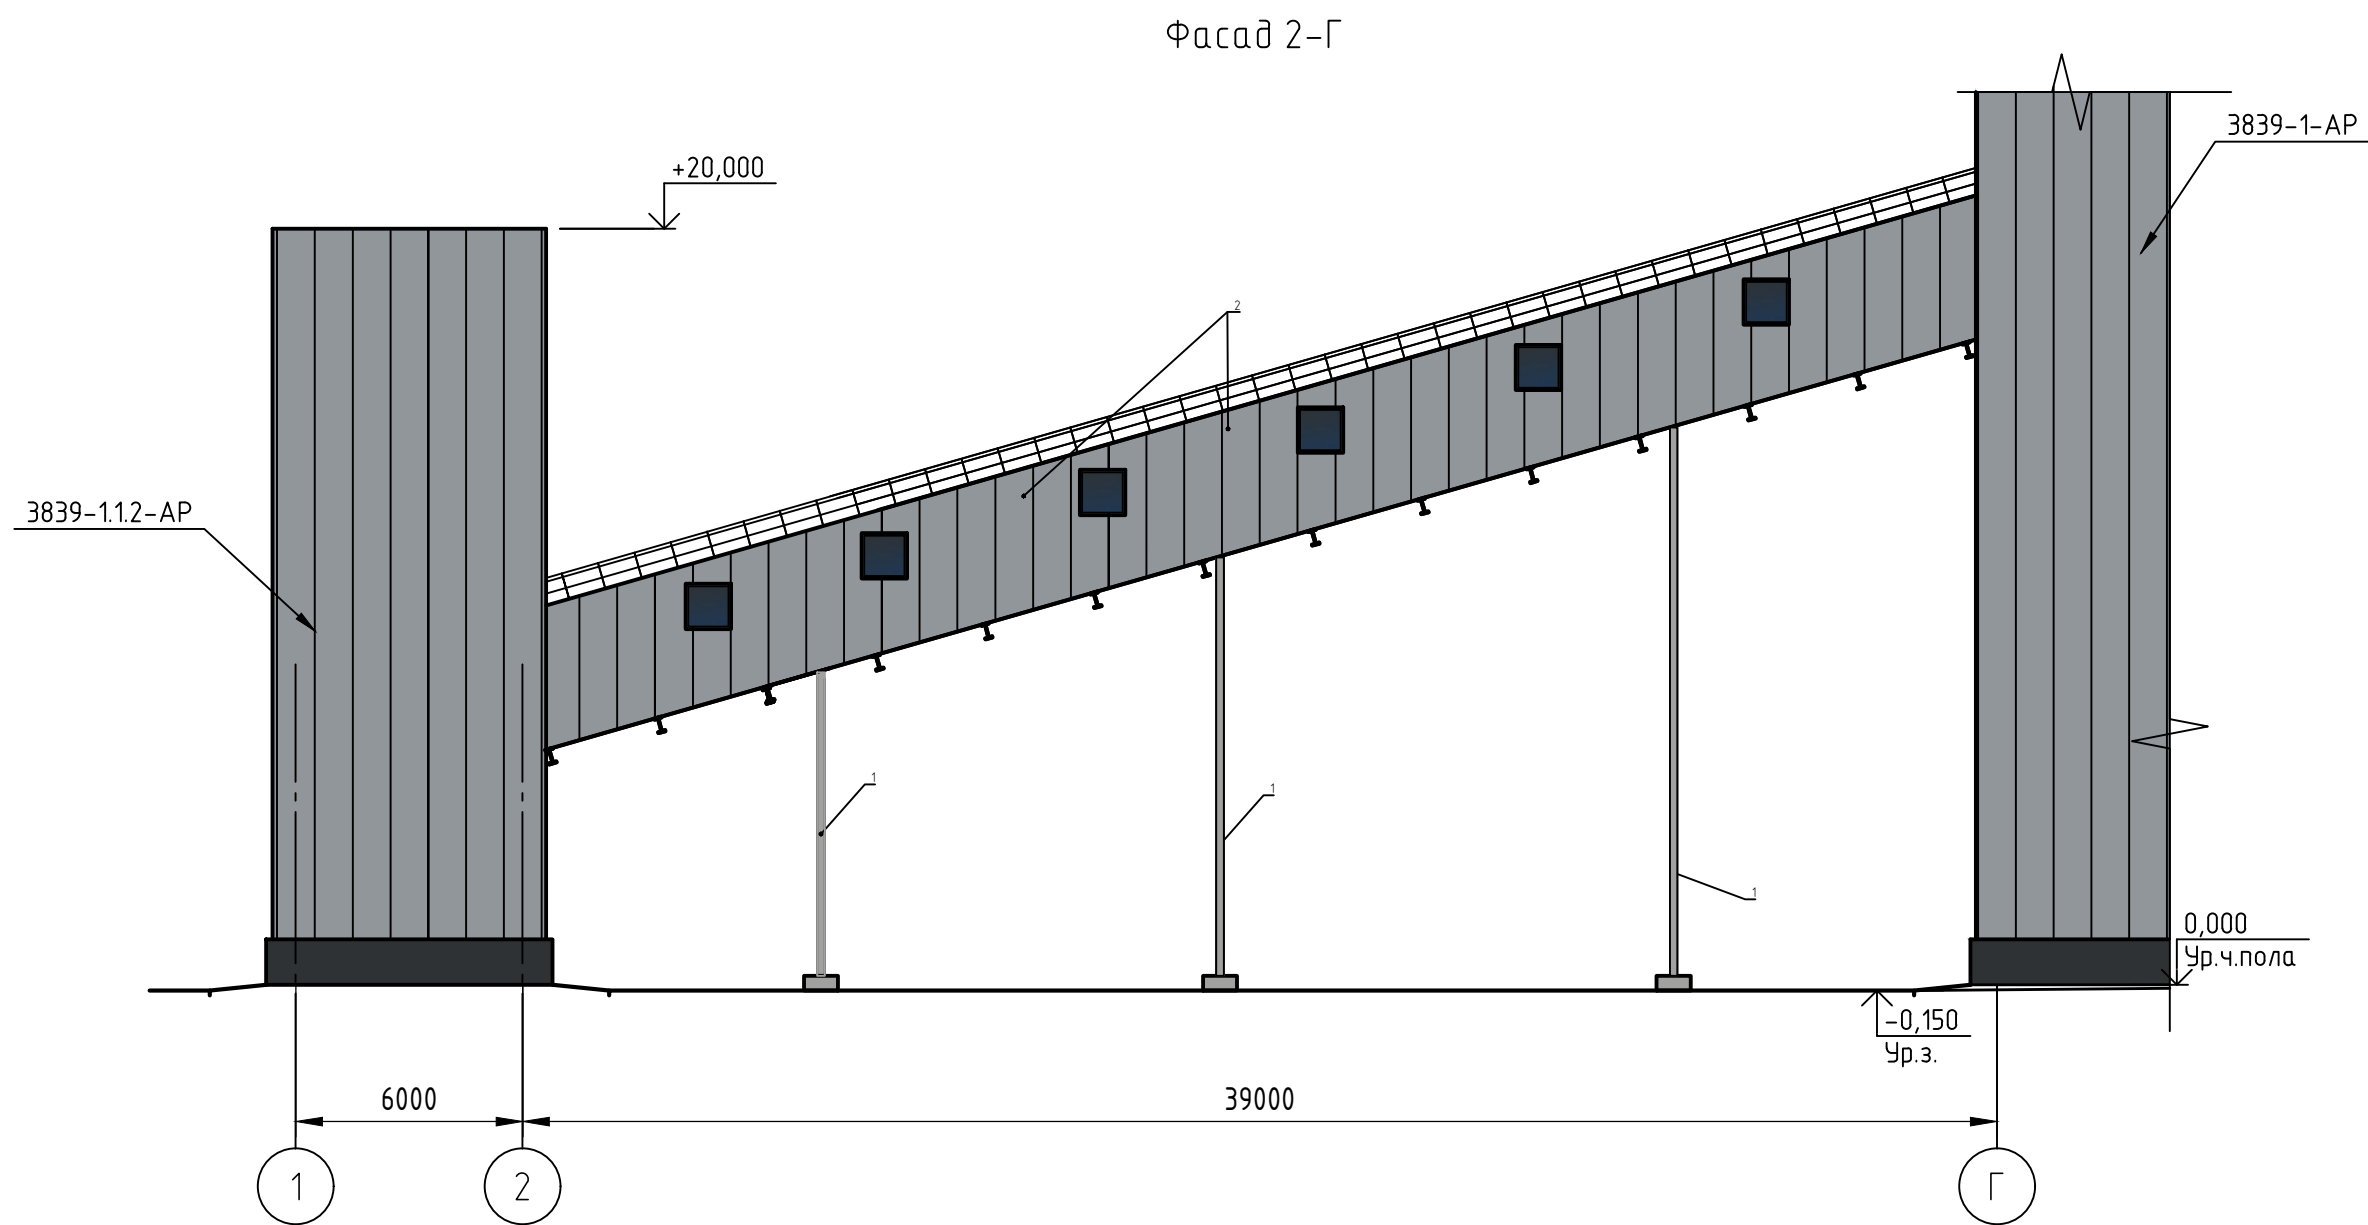 Фасад 2-Г
3839-1-АР
+20,000
2
3839-1.1.2-АР
1
1
1
0,000
Ур.ч.пола
-0,150
Ур.з.
6000
39000
1
2
Г